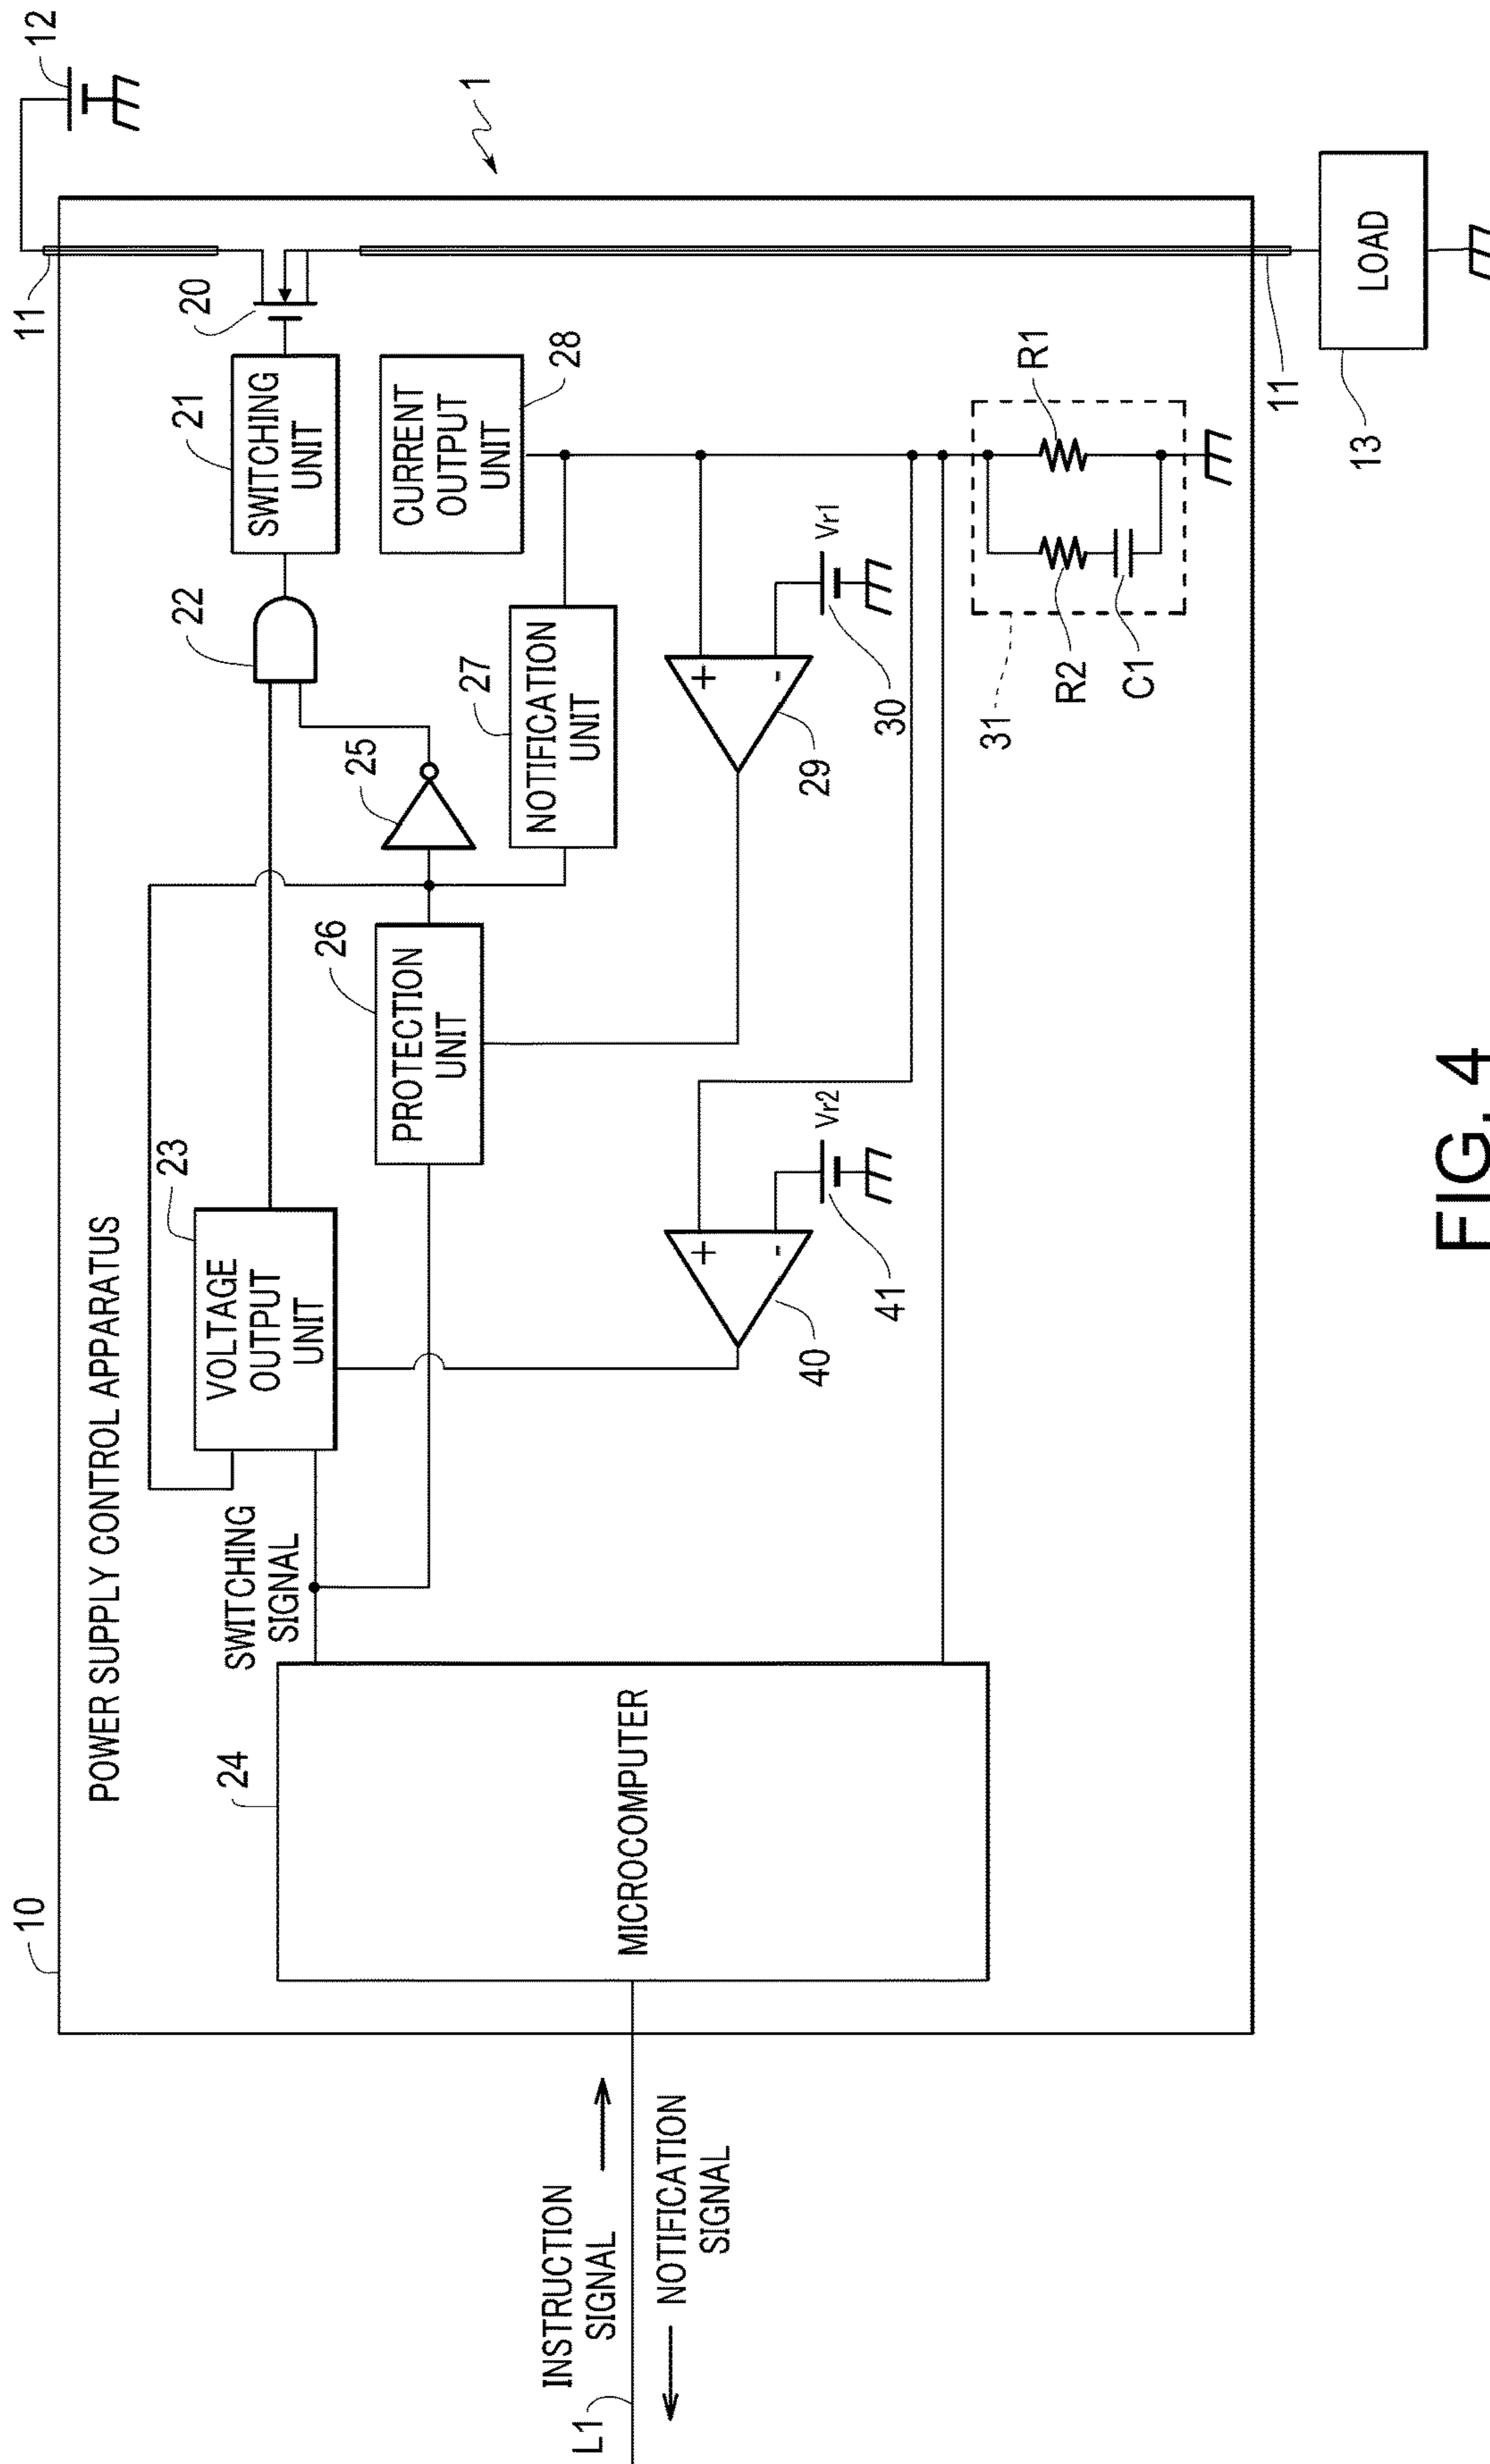 10
POWER SUPPLY CONTROL APPARATUS
11
12
1
20
21
SWITCHING
UNIT
22
23
VOLTAGE
OUTPUT
UNIT
SWITCHING
SIGNAL
24
MICROCOMPUTER
25
26
PROTECTION
UNIT
27
NOTIFICATION
UNIT
28
CURRENT
OUTPUT
UNIT
+
-
29
30
Vr1
+
-
40
41
Vr2
31
R1
R2
C1
11
13
LOAD
INSTRUCTION
SIGNAL
L1
NOTIFICATION
SIGNAL
FIG. 4